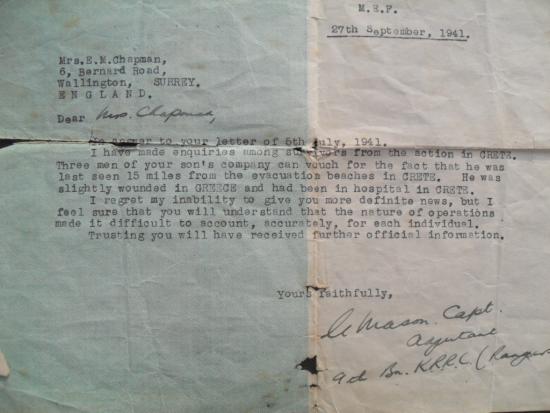 M.E.F.
27th September, 1941.
Mrs.E.M.Chapman,
6, Bernard Road,
Wallington, SURREY.
ENGLAND.
Dear Mrs. Chapman,
In answer to your letter of 5th July, 1941.
I have made enquiries among survivors from the action in CRETE.
Three men of your son's company can vouch for the fact that he was
last seen 15 miles from the evacuation beaches in CRETE. He was
slightly wounded in GREECE and had been in hospital in CRETE.
I regret my inability to give you more definite news, but I
feel sure that you will understand that the nature of operations
made it difficult to account, accurately, for each individual.
Trusting you will have received further official information.
Yours faithfully,
Mason. Capt.
Adjutant
9th Bn. K.R.R.C. (Rangers